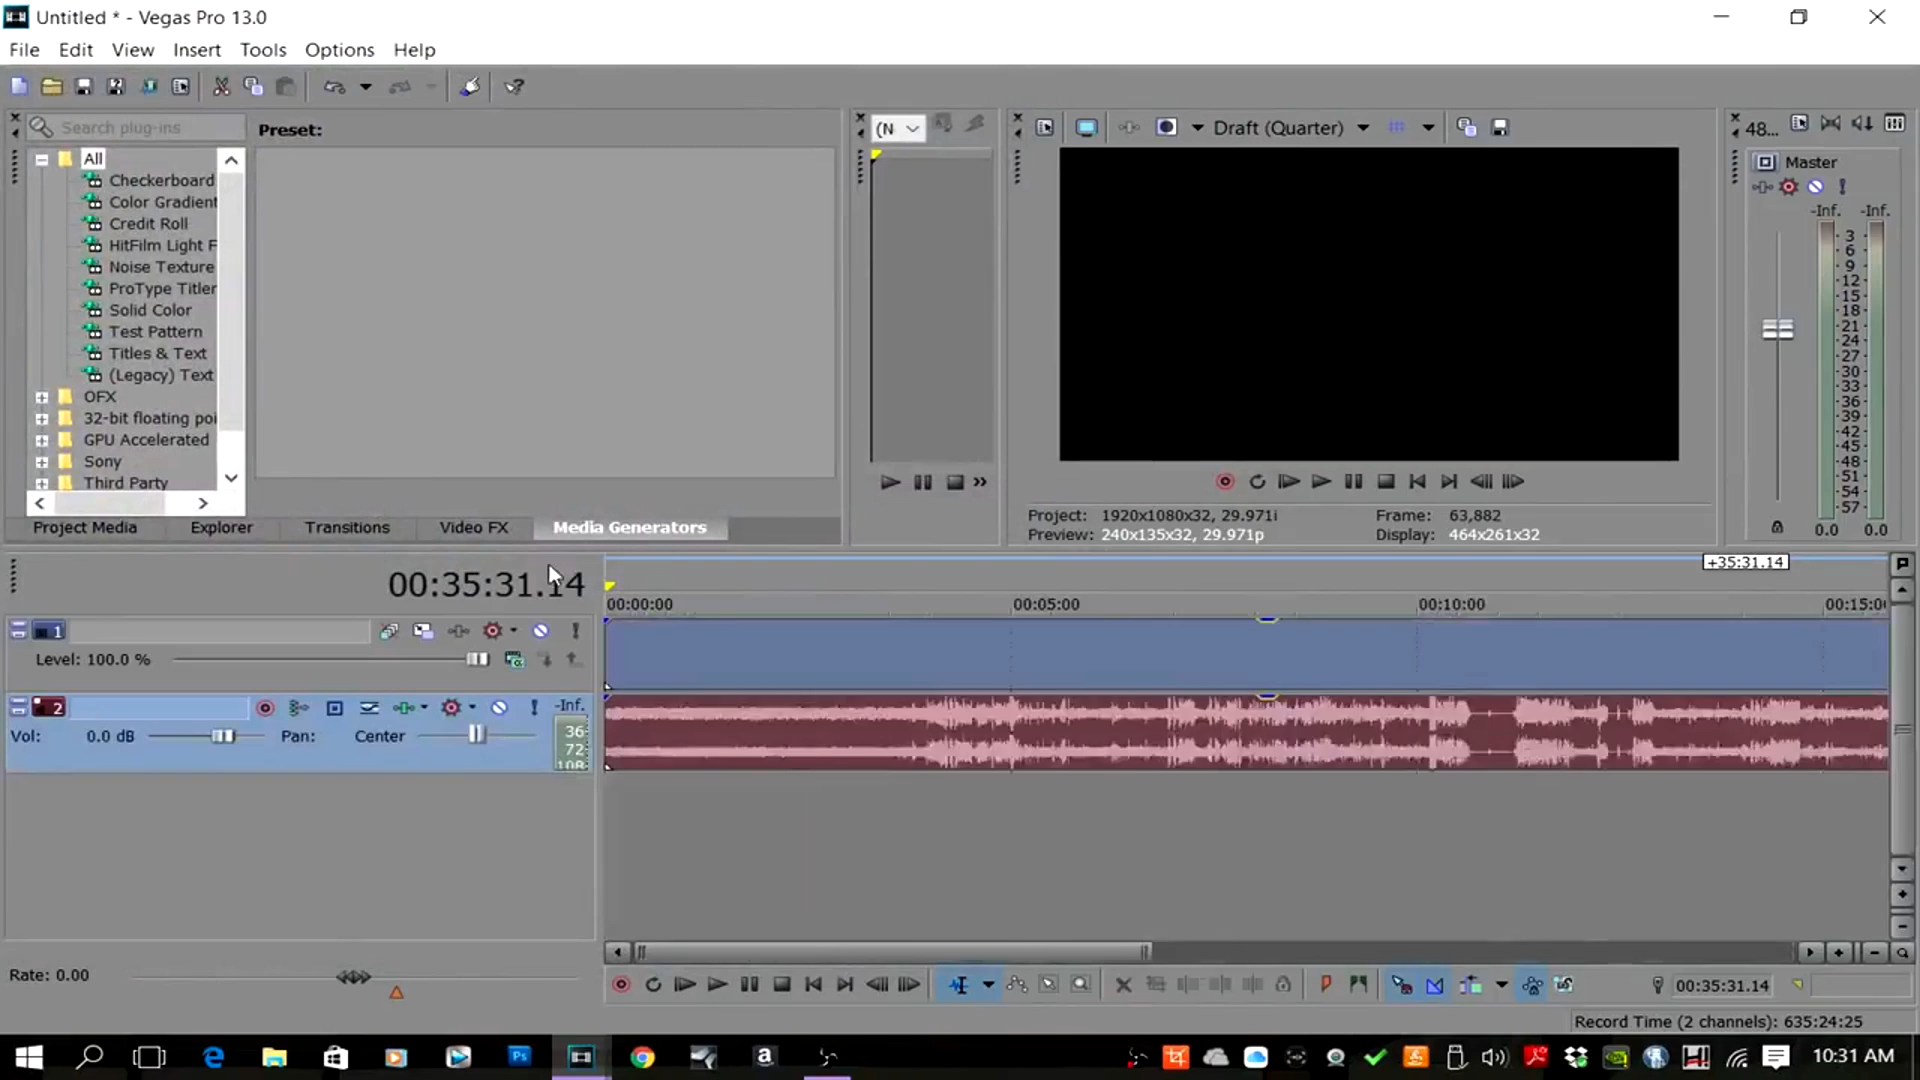 Untitled * - Vegas Pro 13.0
File Edit View Insert Tools Options Help
Search plug-ins
Preset:
(N
Draft (Quarter)
48...
All
Checkerboard
Color Gradient
Credit Roll
HitFilm Light F
Noise Texture
ProType Titler
Solid Color
Test Pattern
Titles & Text
(Legacy) Text
OFX
32-bit floating poi
GPU Accelerated
Sony
Third Party
Project Media Explorer Transitions Video FX Media Generators
Project: 1920x1080x32, 29.971i Frame: 63,882
Preview: 240x135x32, 29.971p Display: 464x261x32
Master
-Inf. -Inf.
3
6
9
12
15
18
21
24
27
30
33
36
39
42
45
48
51
54
57
0.0 0.0
00:35:31.14
+35:31.14
00:00:00 00:05:00 00:10:00 00:15:0
1
Level: 100.0 %
2
-Inf.
Vol: 0.0 dB Pan: Center
36
72
108
Rate: 0.00
00:35:31.14
Record Time (2 channels): 635:24:25
Ps
a
10:31 AM